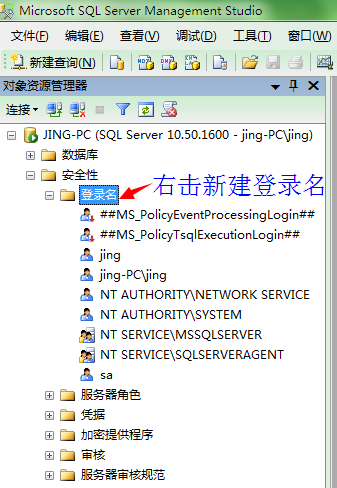 Microsoft SQL Server Management Studio
文件(F) 编辑(E) 查看(V) 调试(D) 工具(T) 窗口(W)
新建查询(N)
对象资源管理器
连接
JING-PC (SQL Server 10.50.1600 - jing-PC\jing)
数据库
安全性
登录名 右击新建登录名
##MS_PolicyEventProcessingLogin##
##MS_PolicyTsqlExecutionLogin##
jing
jing-PC\jing
NT AUTHORITY\NETWORK SERVICE
NT AUTHORITY\SYSTEM
NT SERVICE\MSSQLSERVER
NT SERVICE\SQLSERVERAGENT
sa
服务器角色
凭据
加密提供程序
审核
服务器审核规范